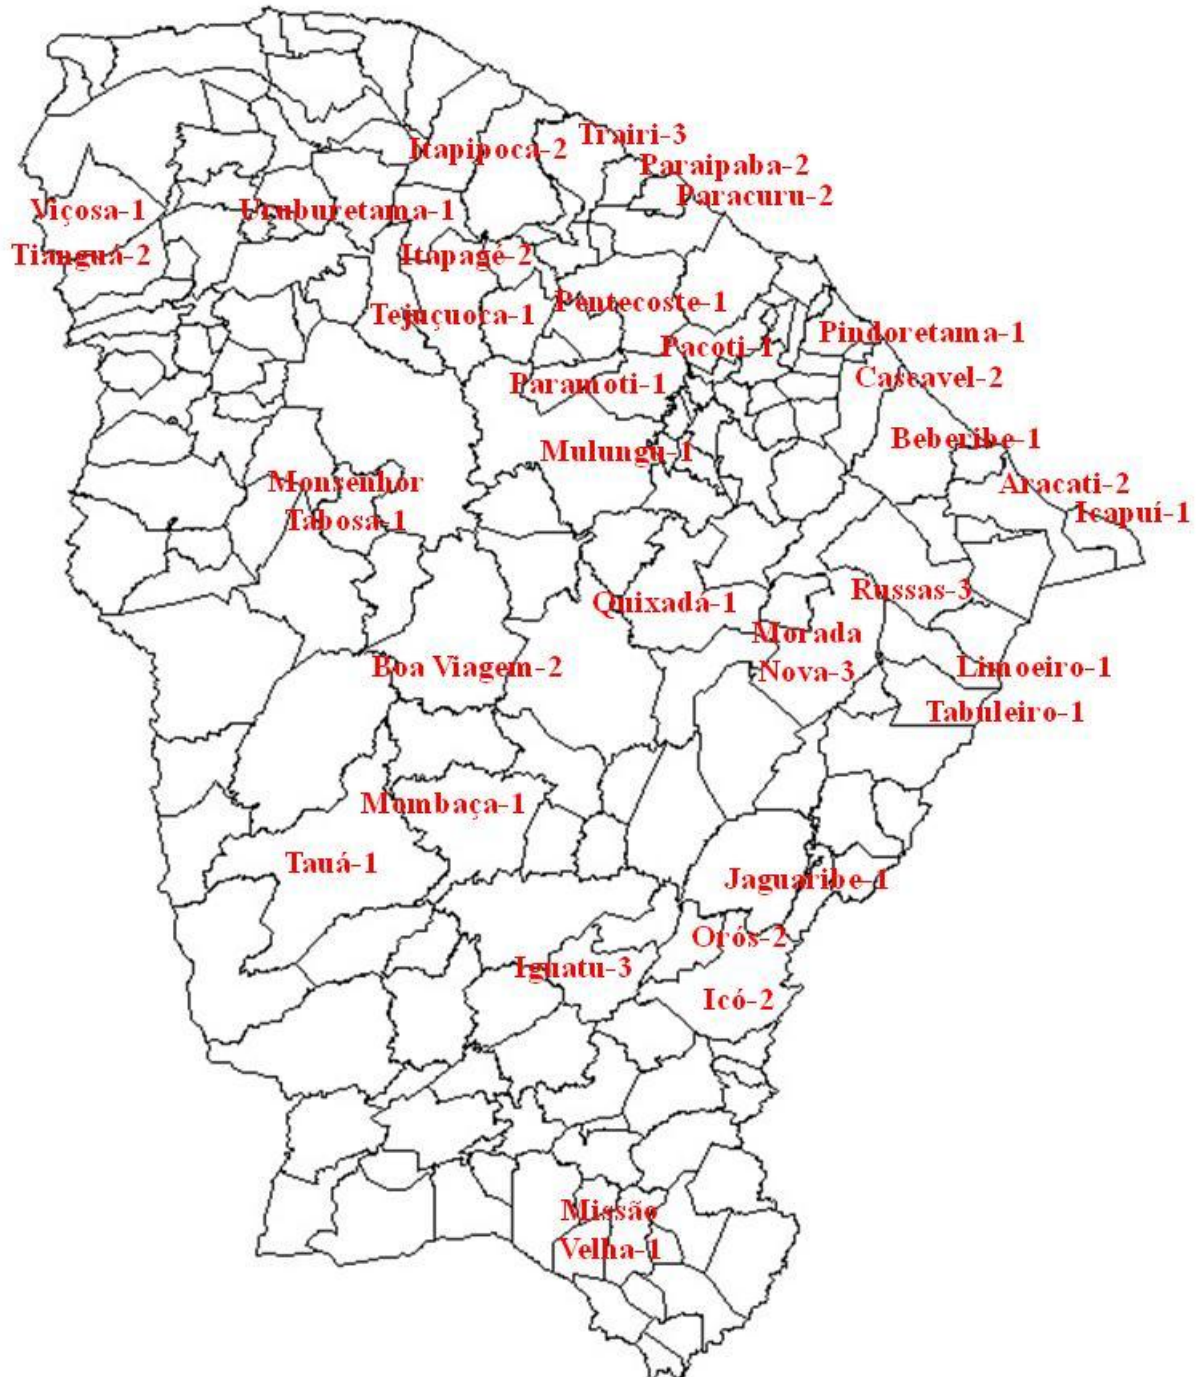 Trairi-3
Itapipoca-2
Paraipaba-2
Paracuru-2
Viçosa-1
Uruburetama-1
Tianguá-2
Itapagé-2
Pentecoste-1
Tejuçuoca-1
Pindoretama-1
Pacoti-1
Cascavel-2
Paramoti-1
Beberibe-1
Mulungu-1
Monsenhor
Tabosa-1
Aracati-2
Icapuí-1
Russas-3
Quixadá-1
Morada
Nova-3
Limoeiro-1
Boa Viagem-2
Tabuleiro-1
Mombaça-1
Tauá-1
Jaguaribe-1
Orós-2
Iguatu-3
Icó-2
Missão
Velha-1